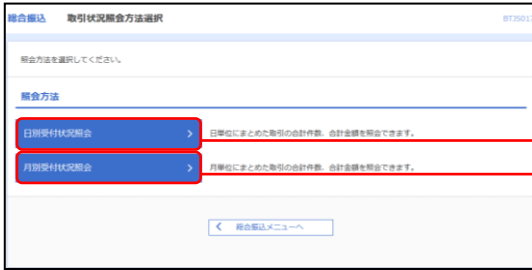 総合振込 取引状況照会方法選択 BTJS017
照会方法を選択してください。
照会方法
日別受付状況照会 > 日単位にまとめた取引の合計件数、合計金額を照会できます。
月別受付状況照会 > 月単位にまとめた取引の合計件数、合計金額を照会できます。
< 総合振込メニューへ